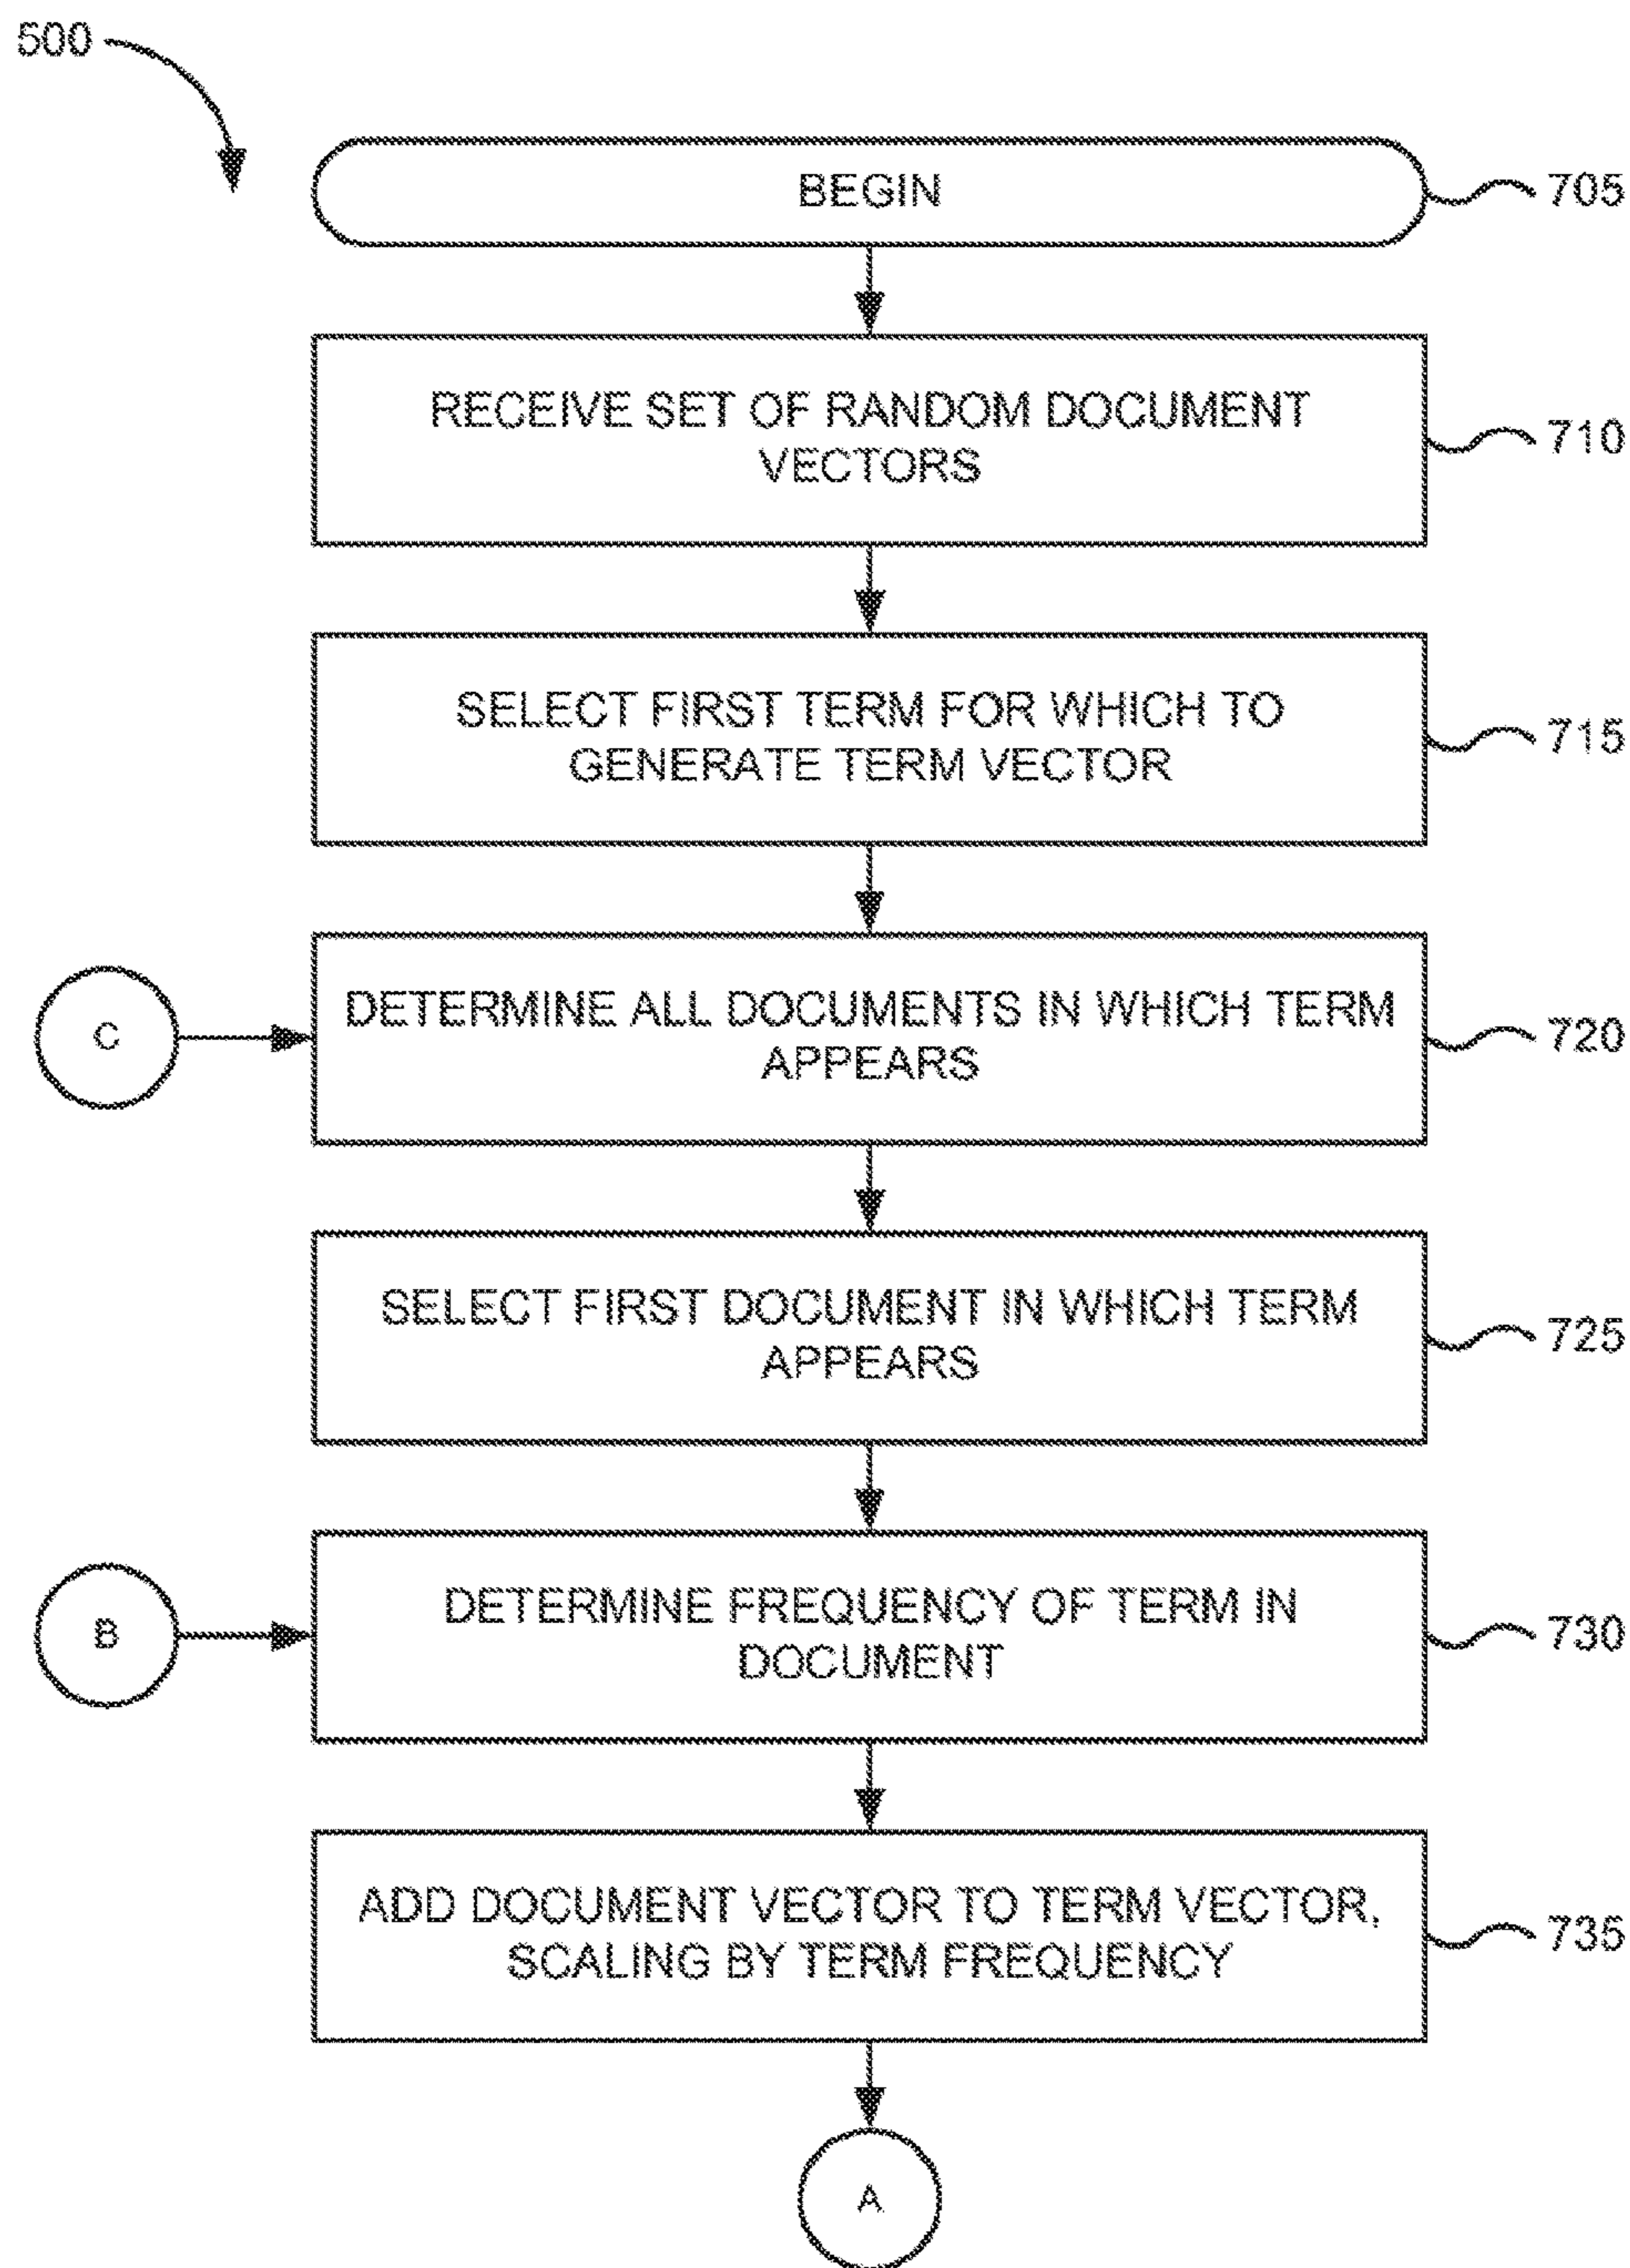 500
BEGIN
705
RECEIVE SET OF RANDOM DOCUMENT
VECTORS
710
SELECT FIRST TERM FOR WHICH TO
GENERATE TERM VECTOR
715
C
DETERMINE ALL DOCUMENTS IN WHICH TERM
APPEARS
720
SELECT FIRST DOCUMENT IN WHICH TERM
APPEARS
725
B
DETERMINE FREQUENCY OF TERM IN
DOCUMENT
730
ADD DOCUMENT VECTOR TO TERM VECTOR,
SCALING BY TERM FREQUENCY
735
A